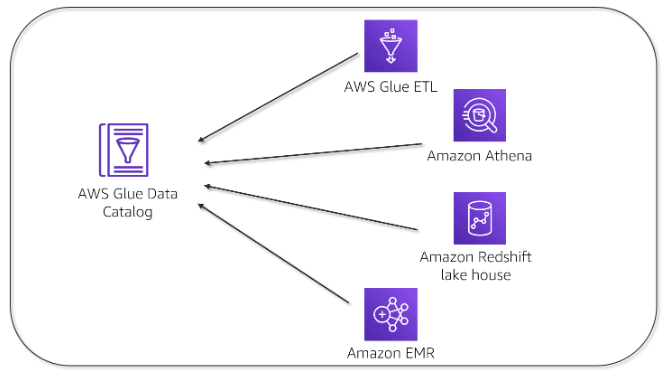 AWS Glue ETL
Amazon Athena
AWS Glue Data
Catalog
Amazon Redshift
lake house
Amazon EMR